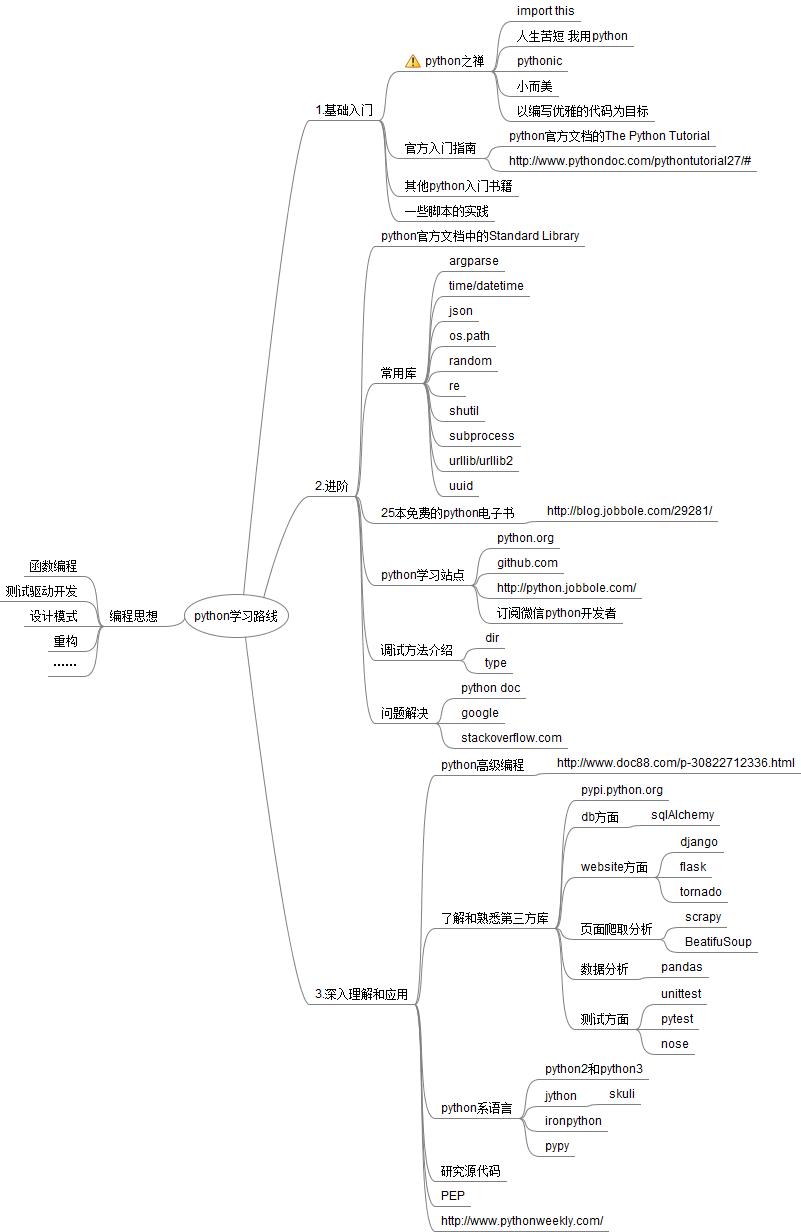 import this
人生苦短 我用python
python之禅
pythonic
小而美
以编写优雅的代码为目标
1.基础入门
python官方文档的The Python Tutorial
官方入门指南
http://www.pythondoc.com/pythontutorial27/#
其他python入门书籍
一些脚本的实践
python官方文档中的Standard Library
argparse
time/datetime
json
os.path
random
常用库
re
shutil
subprocess
urllib/urllib2
uuid
2.进阶
25本免费的python电子书
http://blog.jobbole.com/29281/
python.org
github.com
python学习站点
http://python.jobbole.com/
订阅微信python开发者
dir
调试方法介绍
type
python doc
问题解决
google
stackoverflow.com
函数编程
测试驱动开发
设计模式
编程思想
重构
......
python学习路线
python高级编程
http://www.doc88.com/p-30822712336.html
pypi.python.org
db方面
sqlAlchemy
django
website方面
flask
tornado
了解和熟悉第三方库
scrapy
页面爬取分析
BeatifuSoup
数据分析
pandas
unittest
测试方面
pytest
nose
3.深入理解和应用
python2和python3
jython
skuli
python系语言
ironpython
pypy
研究源代码
PEP
http://www.pythonweekly.com/